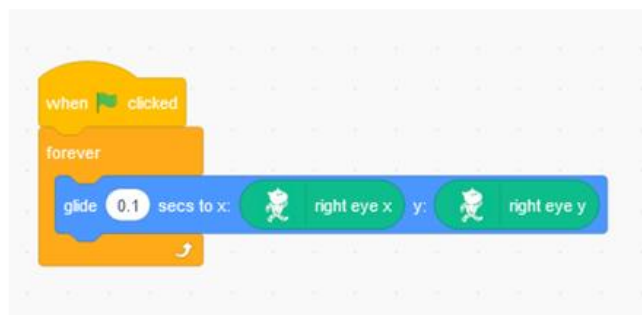 when clicked
forever
glide 0.1 secs to x: right eye x y: right eye y